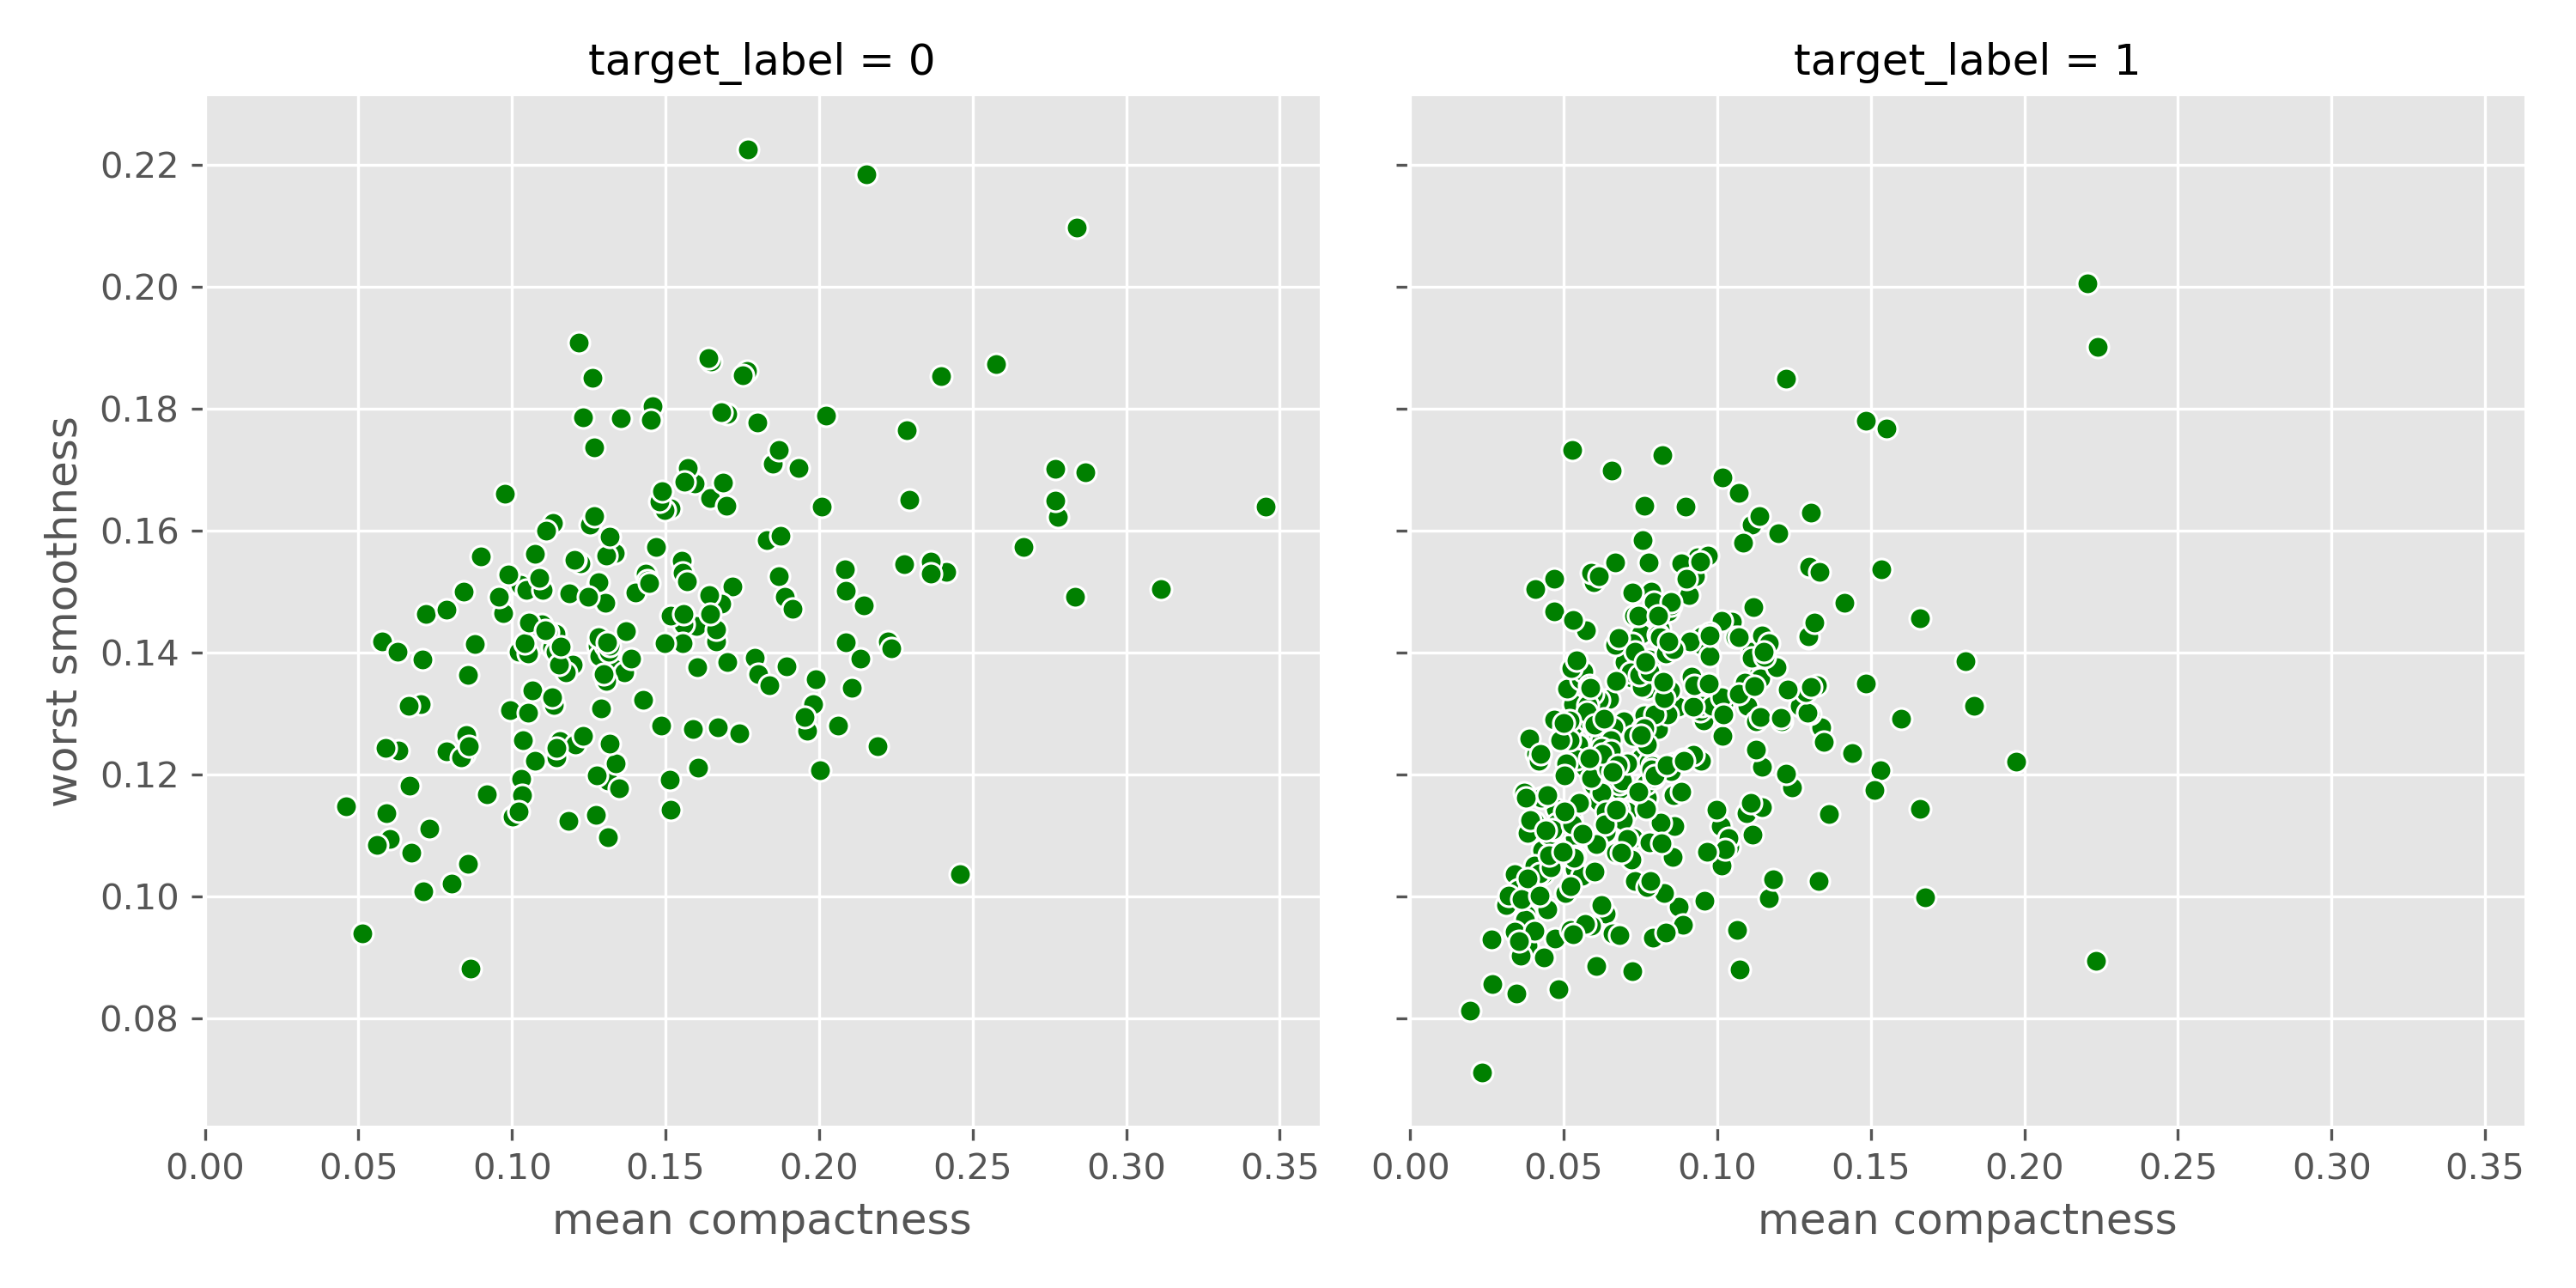 target_label = 0
target_label = 1
worst smoothness
0.22
0.20
0.18
0.16
0.14
0.12
0.10
0.08
0.00 0.05 0.10 0.15 0.20 0.25 0.30 0.35
0.00 0.05 0.10 0.15 0.20 0.25 0.30 0.35
mean compactness
mean compactness